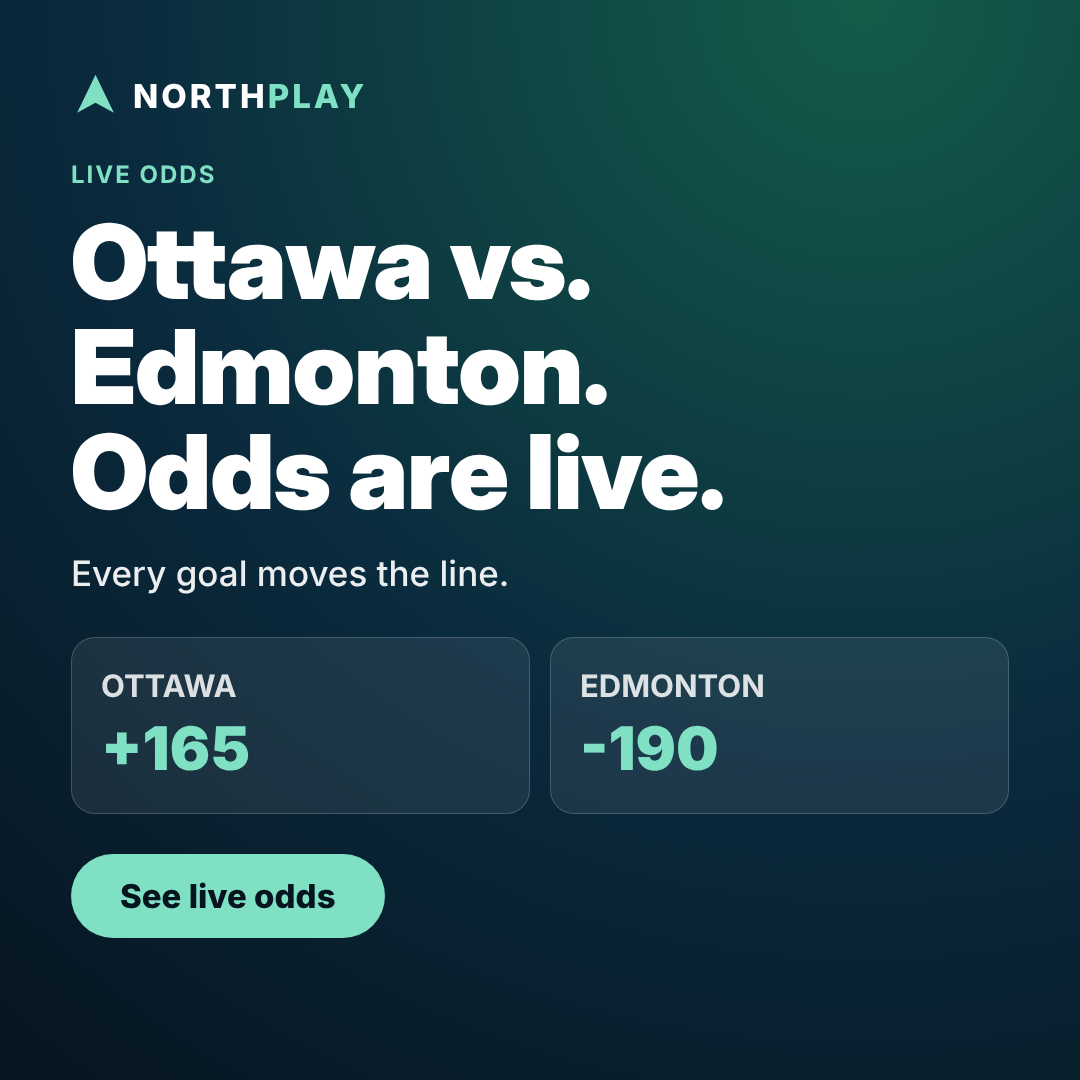 NORTHPLAY
LIVE ODDS
Ottawa vs.
Edmonton.
Odds are live.
Every goal moves the line.
OTTAWA
+165
EDMONTON
-190
See live odds